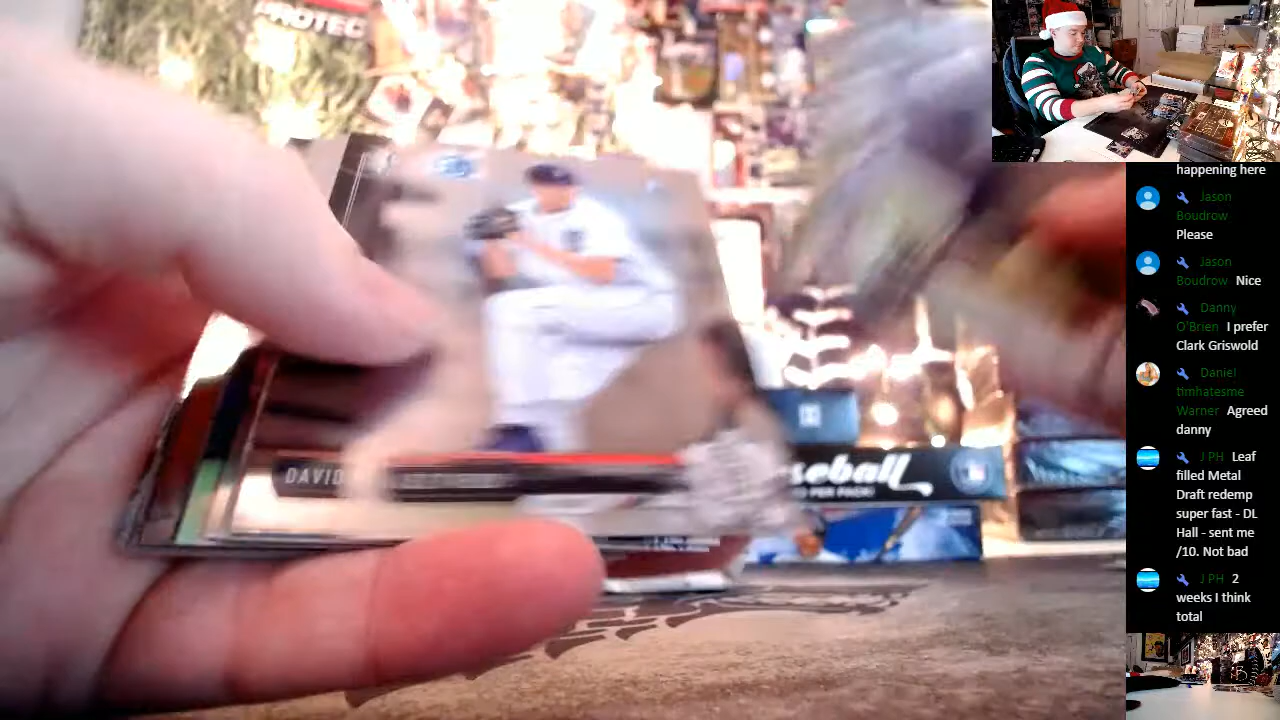 PROTEC
DAVID
seball
PER PACK!
happening here
Jason
Boudrow
Please
Jason
Boudrow Nice
Danny
O'Brien I prefer
Clark Griswold
Daniel
timhatesme
Warner Agreed
danny
J PH Leaf
filled Metal
Draft redemp
super fast - DL
Hall - sent me
/10. Not bad
J PH 2
weeks I think
total